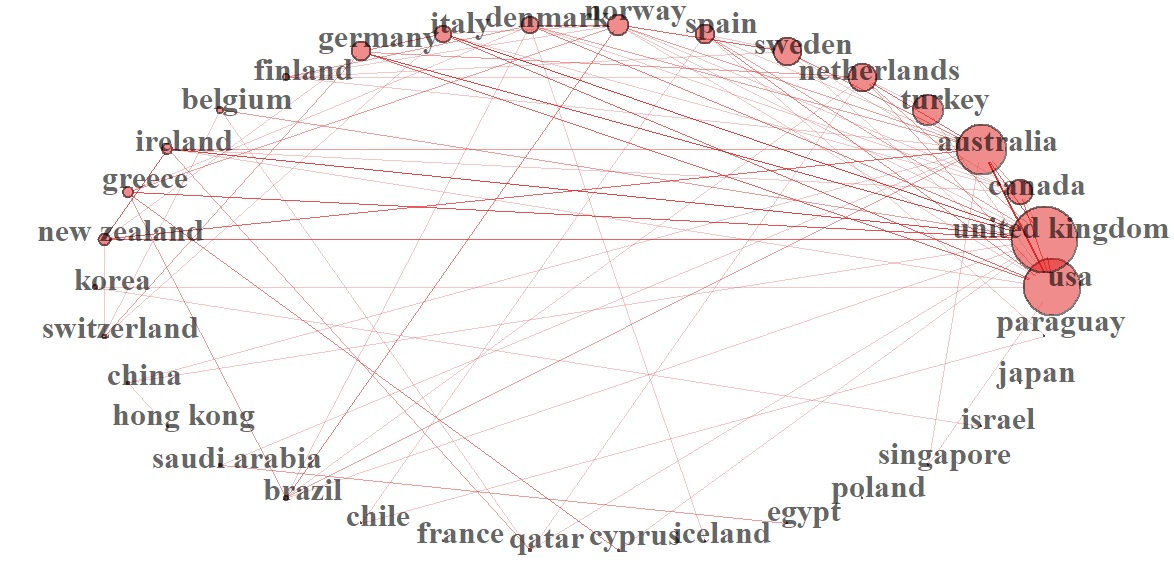 norway
italy
denmark
spain
germany
sweden
finland
netherlands
belgium
turkey
ireland
australia
greece
canada
new zealand
united kingdom
korea
usa
switzerland
paraguay
china
japan
hong kong
israel
saudi arabia
singapore
brazil
poland
chile
egypt
france
qatar
cyprus
iceland